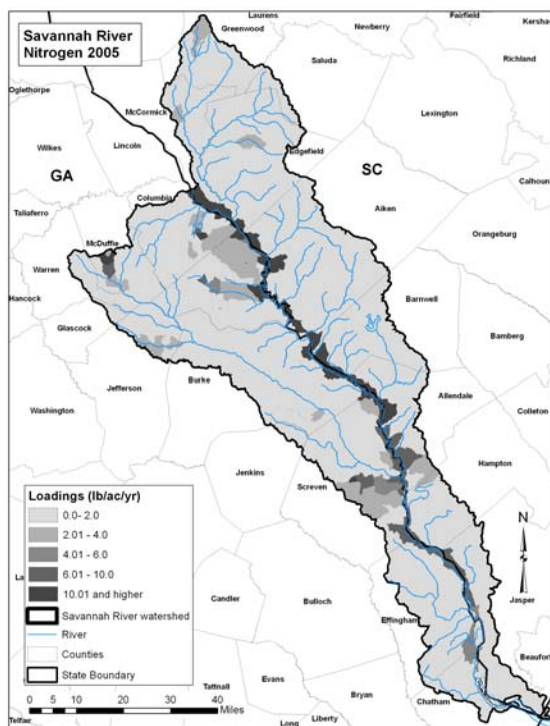 Savannah River
Nitrogen 2005
Laurens
Greenwood
Newberry
Fairfield
Kershaw
Saluda
Richland
Oglethorpe
McCormick
Lexington
Wilkes
Lincoln
Edgefield
GA
SC
Calhoun
Columbia
Taliaferro
Aiken
McDuffie
Orangeburg
Warren
Hancock
Barnwell
Glascock
Bamberg
Jefferson
Burke
Washington
Allendale
Colleton
Jenkins
Hampton
Screven
Loadings (lb/ac/yr)
0.0- 2.0
2.01 - 4.0
4.01 - 6.0
6.01 - 10.0
10.01 and higher
Savannah River watershed
River
Counties
State Boundary
N
Candler
Bulloch
Effingham
Jasper
Beaufort
0 5 10 20 30 40
Miles
Tattnall
Evans
Bryan
Chatham
Telfair
Long
Liberty